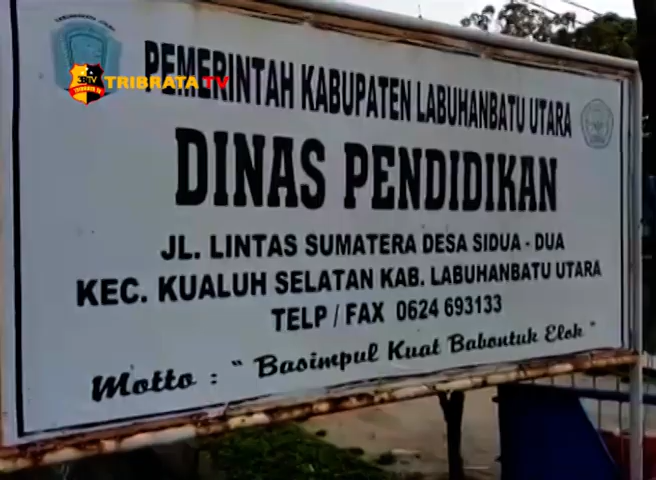 TRIBRATA TV
PEMERINTAH KABUPATEN LABUHANBATU UTARA
DINAS PENDIDIKAN
JL. LINTAS SUMATERA DESA SIDUA - DUA
KEC. KUALUH SELATAN KAB. LABUHANBATU UTARA
TELP / FAX 0624 693133
Motto : " Basimpul Kuat Babontuk Elok "